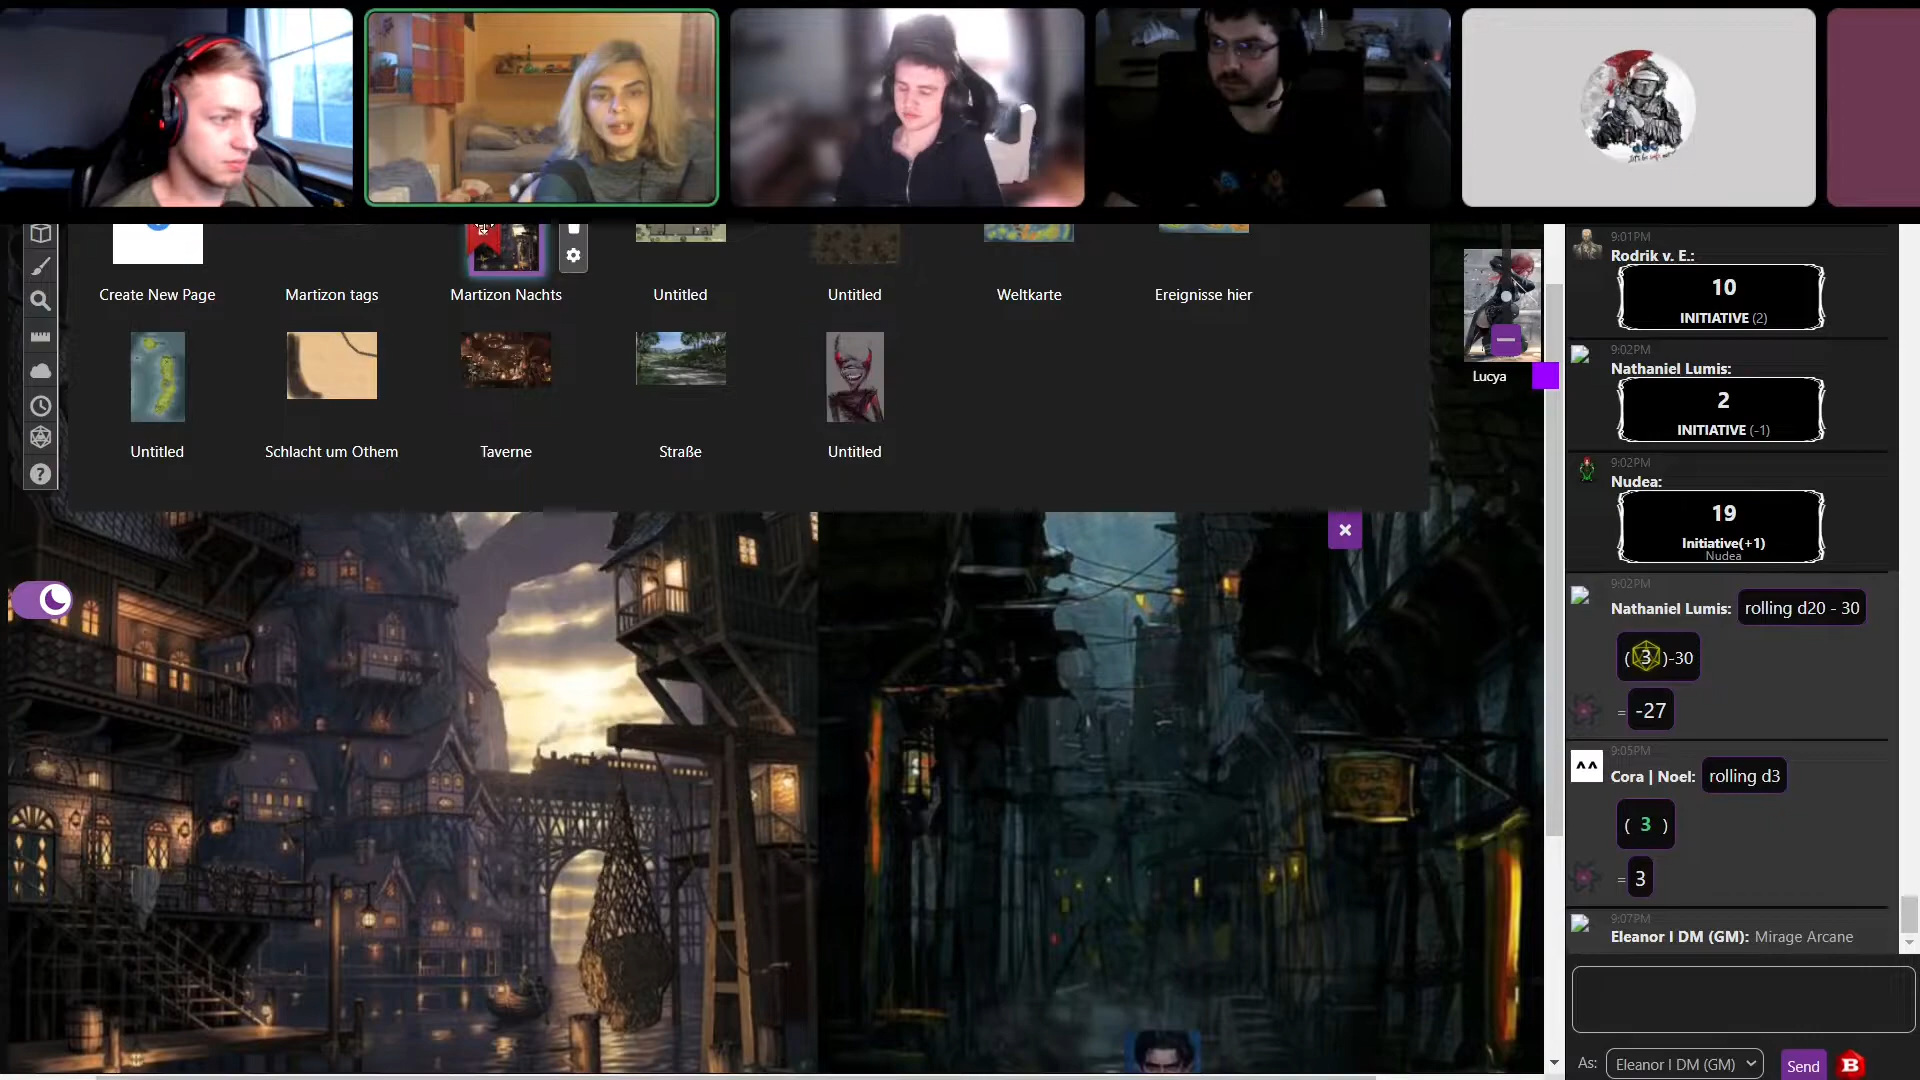 Create New Page
Martizon tags
Martizon Nachts
Untitled
Untitled
Weltkarte
Ereignisse hier
Untitled
Schlacht um Othem
Taverne
Straße
Untitled
Lucya
9:01PM
Rodrik v. E.:
10
INITIATIVE (2)
9:02PM
Nathaniel Lumis:
2
INITIATIVE (-1)
9:02PM
Nudea:
19
Initiative(+1)
Nudea
9:02PM
Nathaniel Lumis: rolling d20 - 30
(3)-30
= -27
9:05PM
^^
Cora | Noel: rolling d3
( 3 )
= 3
9:07PM
Eleanor I DM (GM): Mirage Arcane
As: Eleanor I DM (GM) Send B